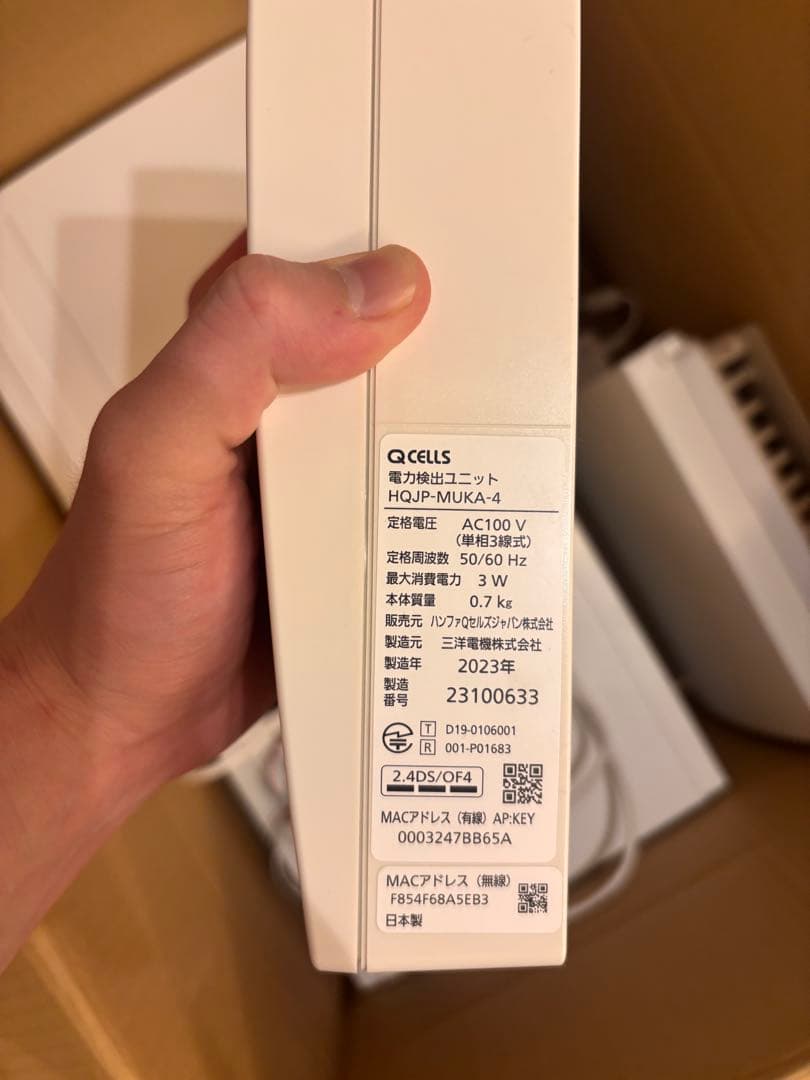 QCELLS
電力検出ユニット
HQJP-MUKA-4
定格電圧 AC100 V
(単相3線式)
定格周波数 50/60 Hz
最大消費電力 3 W
本体質量 0.7 kg
販売元 ハンファQセルズジャパン株式会社
製造元 三洋電機株式会社
製造年 2023年
製造
番号 23100633
T D19-0106001
R 001-P01683
2.4DS/OF4
MACアドレス(有線) AP:KEY
0003247BB65A
MACアドレス(無線)
F854F68A5EB3
日本製